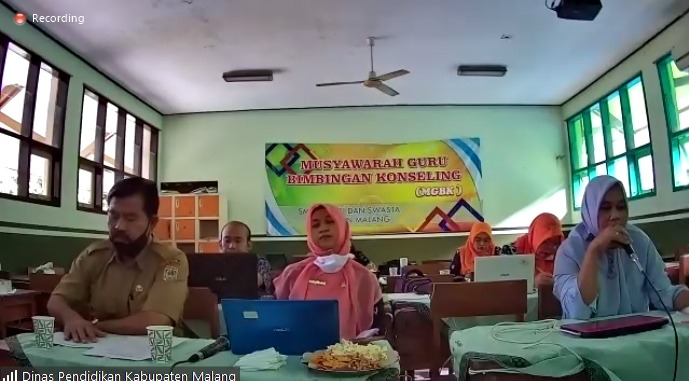 Recording
MUSYAWARAH GURU
BIMBINGAN KONSELING
(MGBK)
DAN SWASTA
MALANG
Dinas Pendidikan Kabupaten Malang